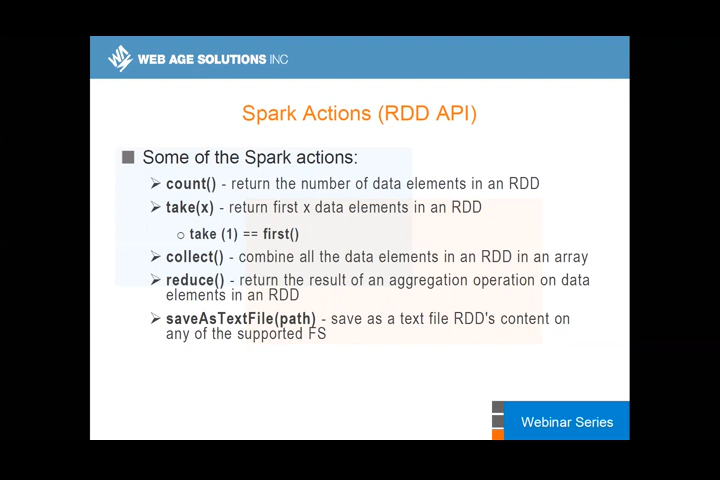 WEB AGE SOLUTIONS INC
Spark Actions (RDD API)
Some of the Spark actions:
count() - return the number of data elements in an RDD
take(x) - return first x data elements in an RDD
take (1) == first()
collect() - combine all the data elements in an RDD in an array
reduce() - return the result of an aggregation operation on data
elements in an RDD
saveAsTextFile(path) - save as a text file RDD's content on
any of the supported FS
Webinar Series